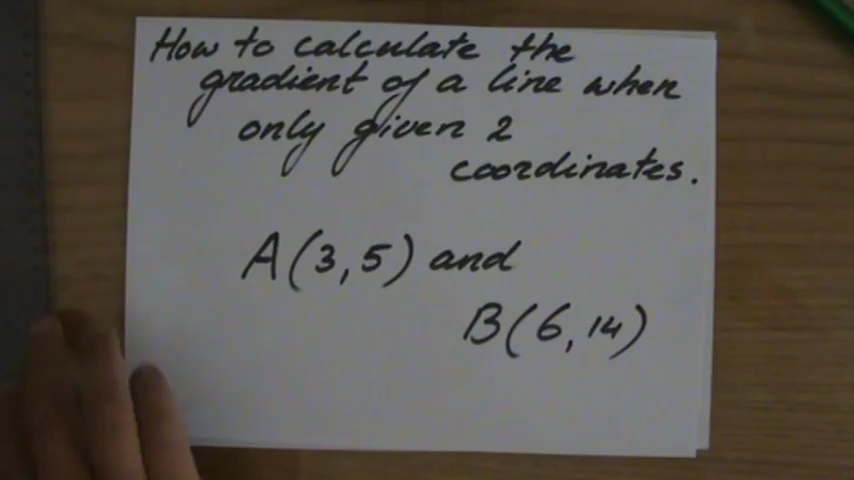 How to calculate the
gradient of a line when
only given 2
coordinates.
A(3,5) and
B(6,14)